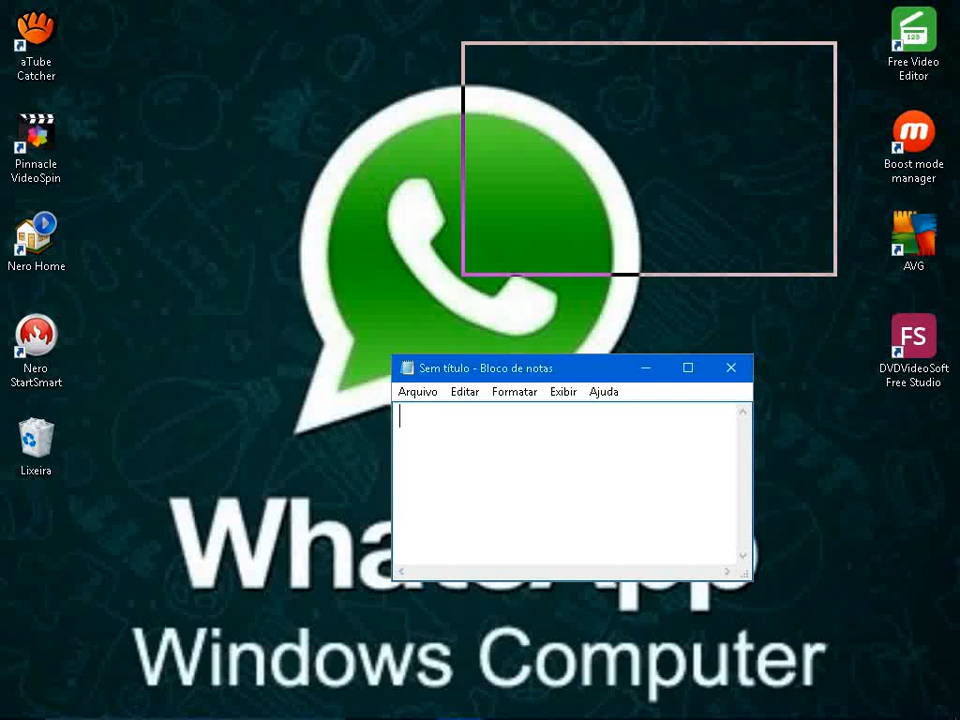 aTube
Catcher
Pinnacle
VideoSpin
Nero Home
Nero
StartSmart
Lixeira
Free Video
Editor
Boost mode
manager
AVG
FS
DVDVideoSoft
Free Studio
Sem título - Bloco de notas
Arquivo Editar Formatar Exibir Ajuda
WhatsApp
Windows Computer